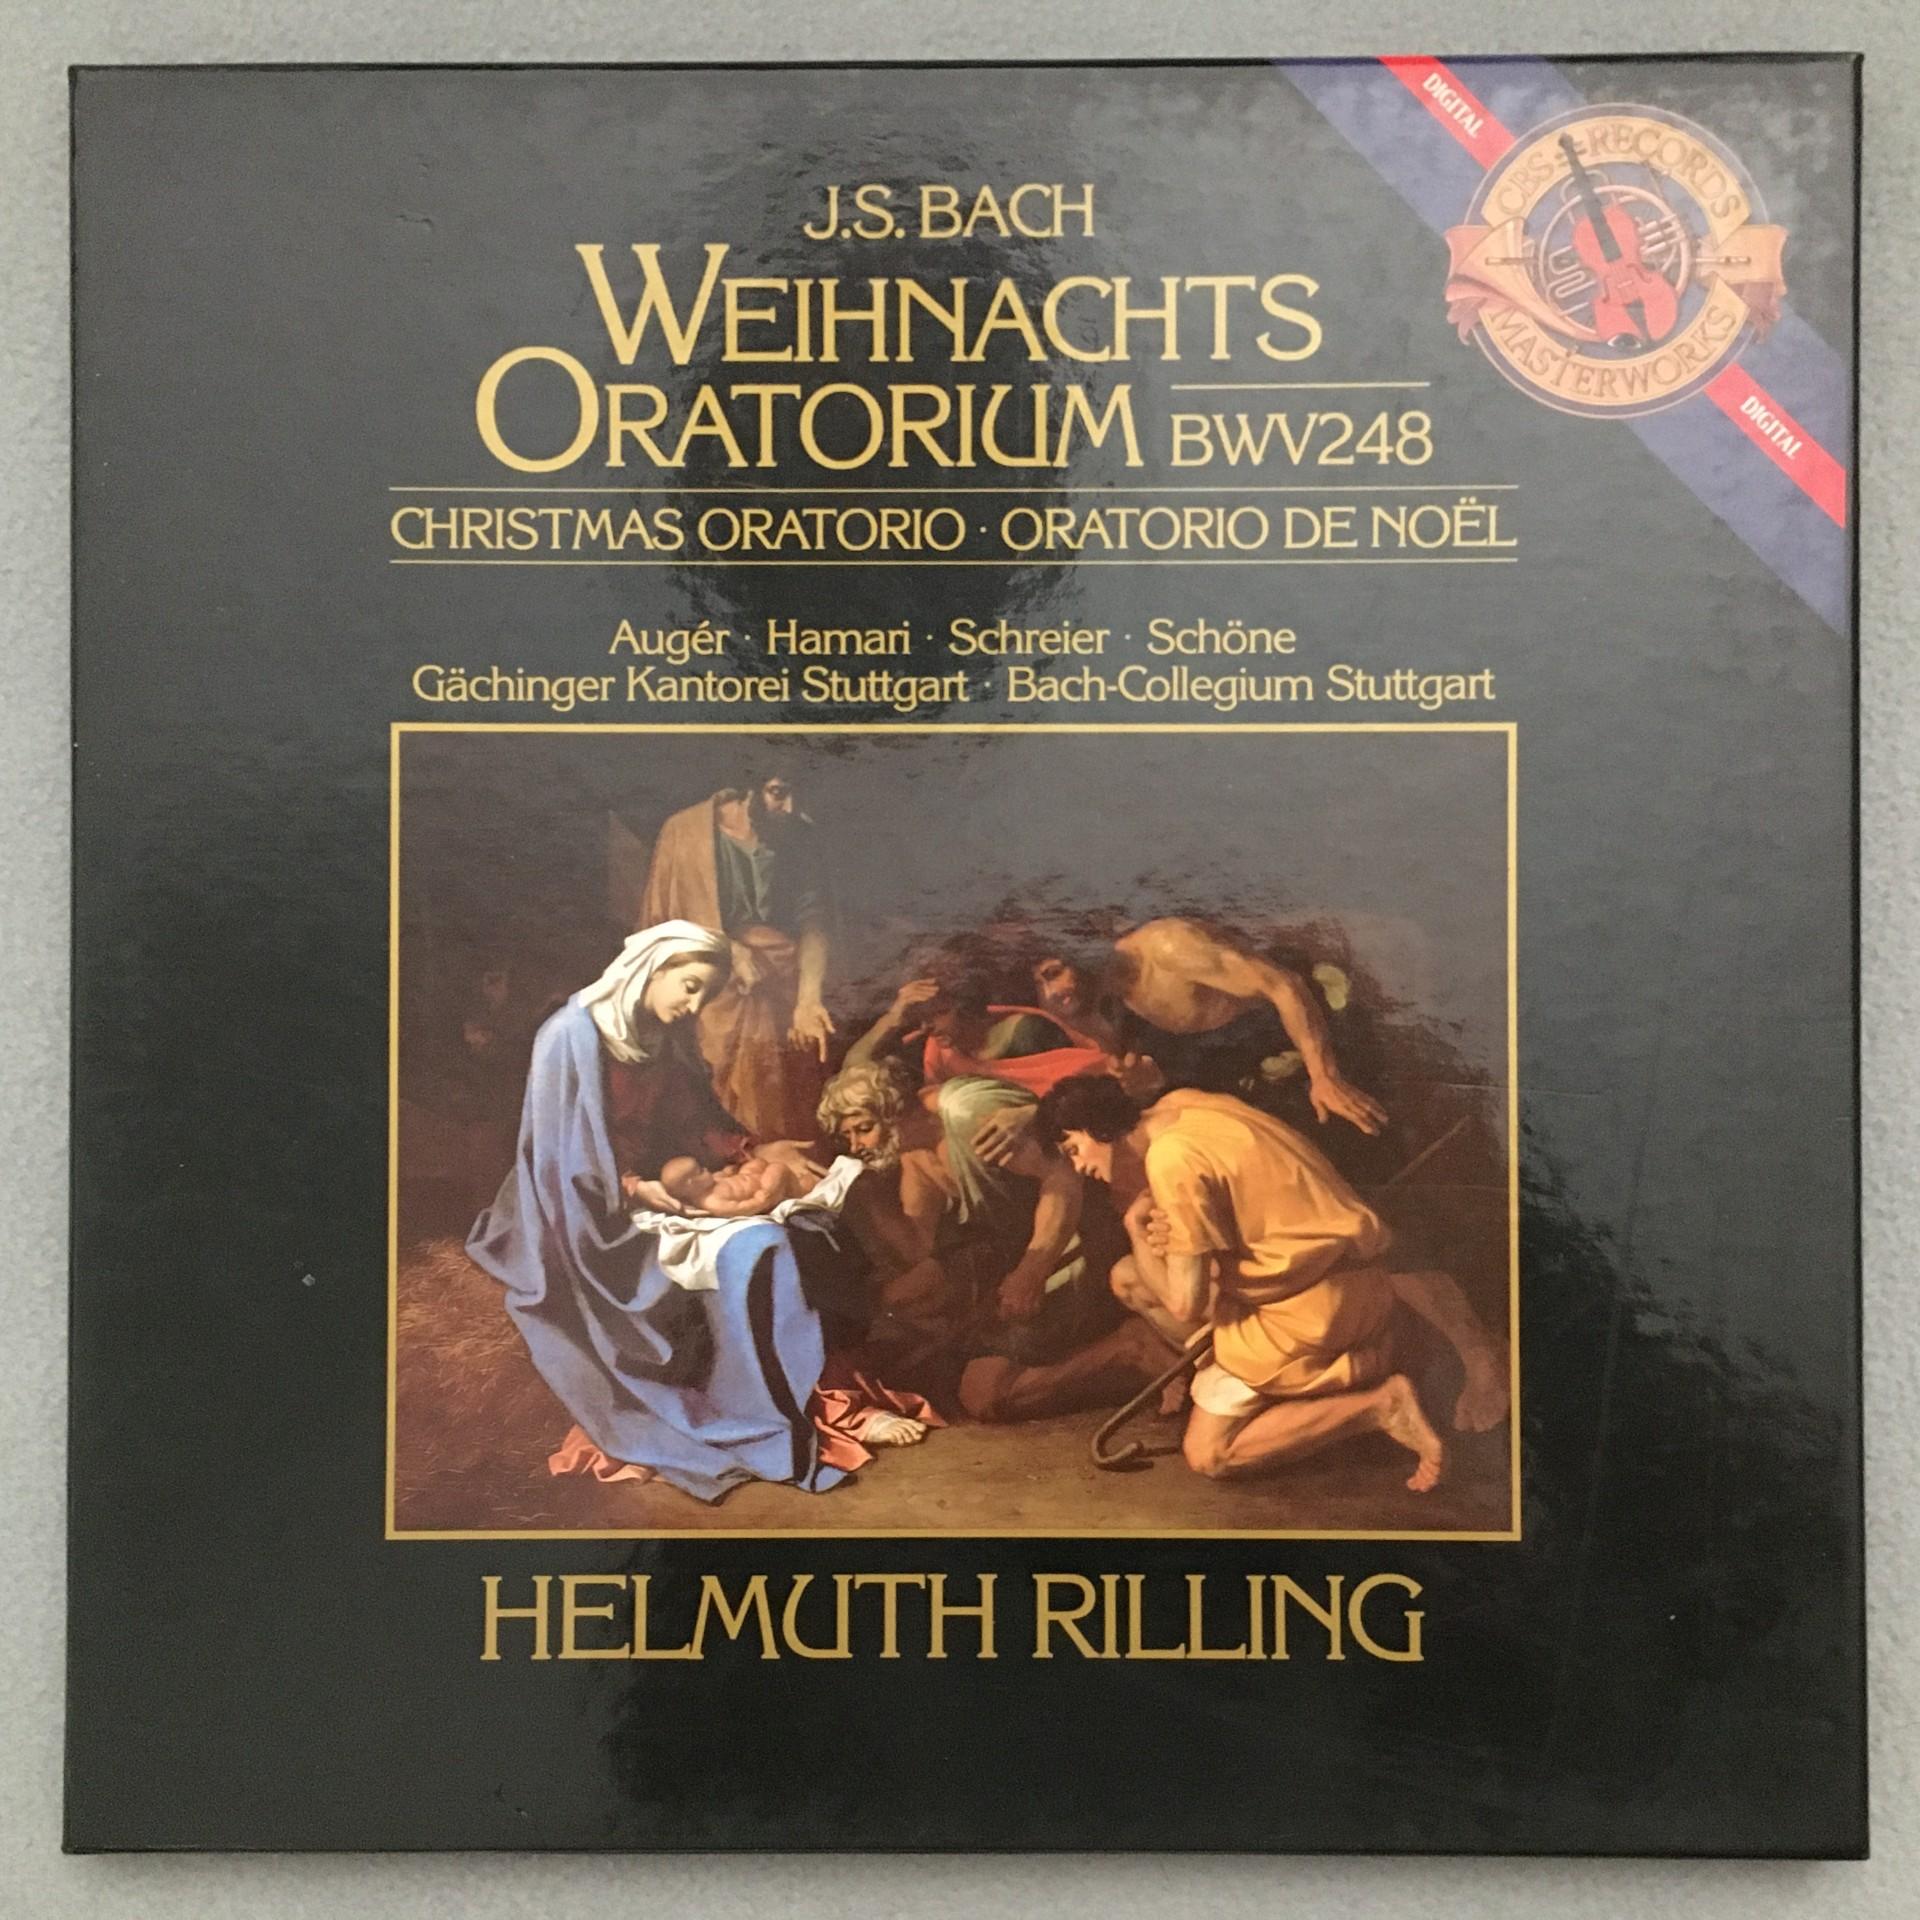 DIGITAL
CBS RECORDS
MASTERWORKS
DIGITAL
J.S. BACH
WEIHNACHTS
ORATORIUM BWV248
CHRISTMAS ORATORIO · ORATORIO DE NOËL
Augér · Hamari · Schreier · Schöne
Gächinger Kantorei Stuttgart · Bach-Collegium Stuttgart
HELMUTH RILLING